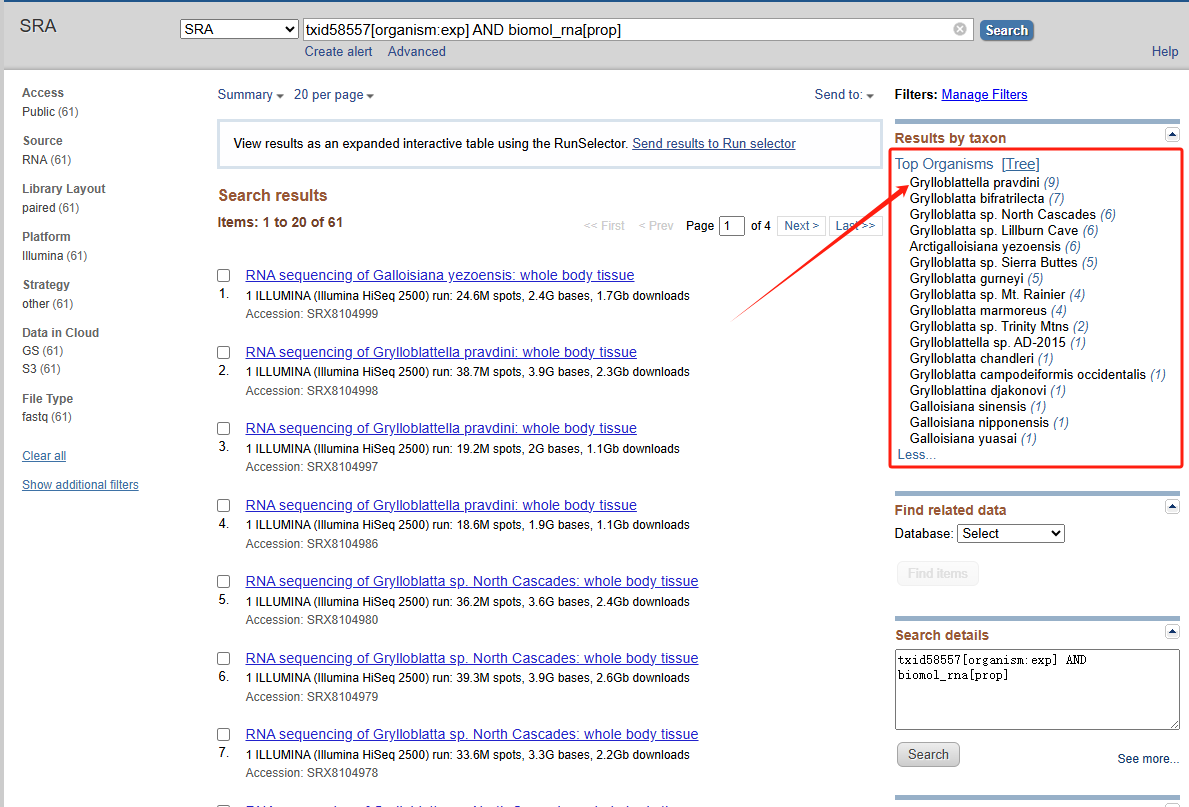 SRA
SRA
txid58557[organism:exp] AND biomol_rna[prop]
Search
Create alert Advanced
Help
Access
Public (61)
Source
RNA (61)
Library Layout
paired (61)
Platform
Illumina (61)
Strategy
other (61)
Data in Cloud
GS (61)
S3 (61)
File Type
fastq (61)
Clear all
Show additional filters
Summary 20 per page
Send to:
View results as an expanded interactive table using the RunSelector. Send results to Run selector
Search results
Items: 1 to 20 of 61
<< First < Prev Page 1 of 4 Next > Last >>
RNA sequencing of Galloisiana yezoensis: whole body tissue
1. 1 ILLUMINA (Illumina HiSeq 2500) run: 24.6M spots, 2.4G bases, 1.7Gb downloads
Accession: SRX8104999
RNA sequencing of Grylloblattella pravdini: whole body tissue
2. 1 ILLUMINA (Illumina HiSeq 2500) run: 38.7M spots, 3.9G bases, 2.3Gb downloads
Accession: SRX8104998
RNA sequencing of Grylloblattella pravdini: whole body tissue
3. 1 ILLUMINA (Illumina HiSeq 2500) run: 19.2M spots, 2G bases, 1.1Gb downloads
Accession: SRX8104997
RNA sequencing of Grylloblattella pravdini: whole body tissue
4. 1 ILLUMINA (Illumina HiSeq 2500) run: 18.6M spots, 1.9G bases, 1.1Gb downloads
Accession: SRX8104986
RNA sequencing of Grylloblatta sp. North Cascades: whole body tissue
5. 1 ILLUMINA (Illumina HiSeq 2500) run: 36.2M spots, 3.6G bases, 2.4Gb downloads
Accession: SRX8104980
RNA sequencing of Grylloblatta sp. North Cascades: whole body tissue
6. 1 ILLUMINA (Illumina HiSeq 2500) run: 39.3M spots, 3.9G bases, 2.6Gb downloads
Accession: SRX8104979
RNA sequencing of Grylloblatta sp. North Cascades: whole body tissue
7. 1 ILLUMINA (Illumina HiSeq 2500) run: 33.6M spots, 3.3G bases, 2.2Gb downloads
Accession: SRX8104978
Filters: Manage Filters
Results by taxon
Top Organisms [Tree]
Grylloblattella pravdini (9)
Grylloblatta bifratrilecta (7)
Grylloblatta sp. North Cascades (6)
Grylloblatta sp. Lillburn Cave (6)
Arctigalloisiana yezoensis (6)
Grylloblatta sp. Sierra Buttes (5)
Grylloblatta gurneyi (5)
Grylloblatta sp. Mt. Rainier (4)
Grylloblatta marmoreus (4)
Grylloblatta sp. Trinity Mtns (2)
Grylloblattella sp. AD-2015 (1)
Grylloblatta chandleri (1)
Grylloblatta campodeiformis occidentalis (1)
Grylloblattina djakonovi (1)
Galloisiana sinensis (1)
Galloisiana nipponensis (1)
Galloisiana yuasai (1)
Less...
Find related data
Database: Select
Find items
Search details
txid58557[organism:exp] AND
biomol_rna[prop]
Search
See more...